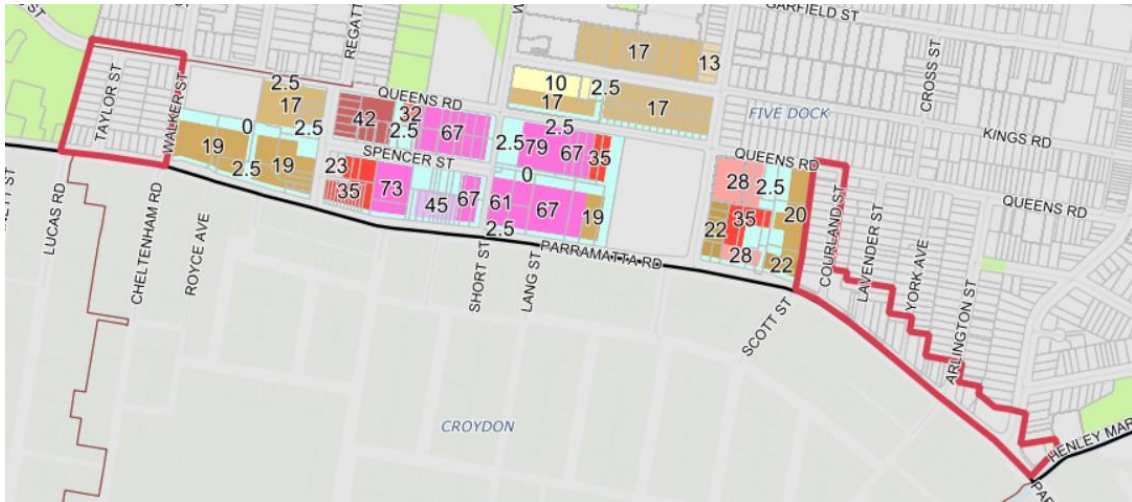 GARFIELD ST
ST
W
REGATT
TAYLOR ST
WALKER ST
CROSS ST
17
13
2.5
10
2.5
17
QUEENS RD
17
17
FIVE DOCK
KINGS RD
42
32
2.5
67
2.5
0
2.5
2.5
79
67
35
19
2.5
19
SPENCER ST
23
35
73
45
67
0
61
67
19
2.5
QUEENS RD
28
2.5
35
20
22
28
22
QUEENS RD
PARRAMATTA RD
LUCAS RD
CHELTENHAM RD
ROYCE AVE
SHORT ST
LANG ST
SCOTT ST
COURLAND ST
LAVENDER ST
YORK AVE
ARLINGTON ST
CROYDON
HENLEY MAR
PAR